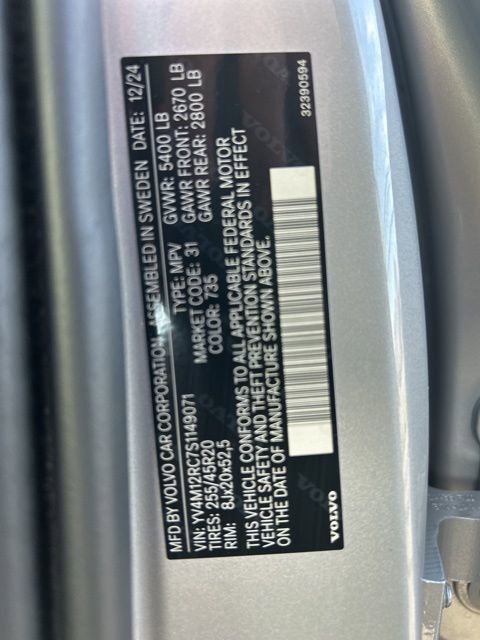 MFD BY VOLVO CAR CORPORATION ASSEMBLED IN SWEDEN DATE: 12/24
VIN: YV4M12RC7S1149071 TYPE: MPV GVWR: 5400 LB
TIRES: 255/45R20 MARKET CODE: 31 GAWR FRONT: 2670 LB
RIM: 8Jx20x52,5 COLOR: 735 GAWR REAR: 2800 LB
THIS VEHICLE CONFORMS TO ALL APPLICABLE FEDERAL MOTOR
VEHICLE SAFETY AND THEFT PREVENTION STANDARDS IN EFFECT
ON THE DATE OF MANUFACTURE SHOWN ABOVE.
VOLVO 32390594